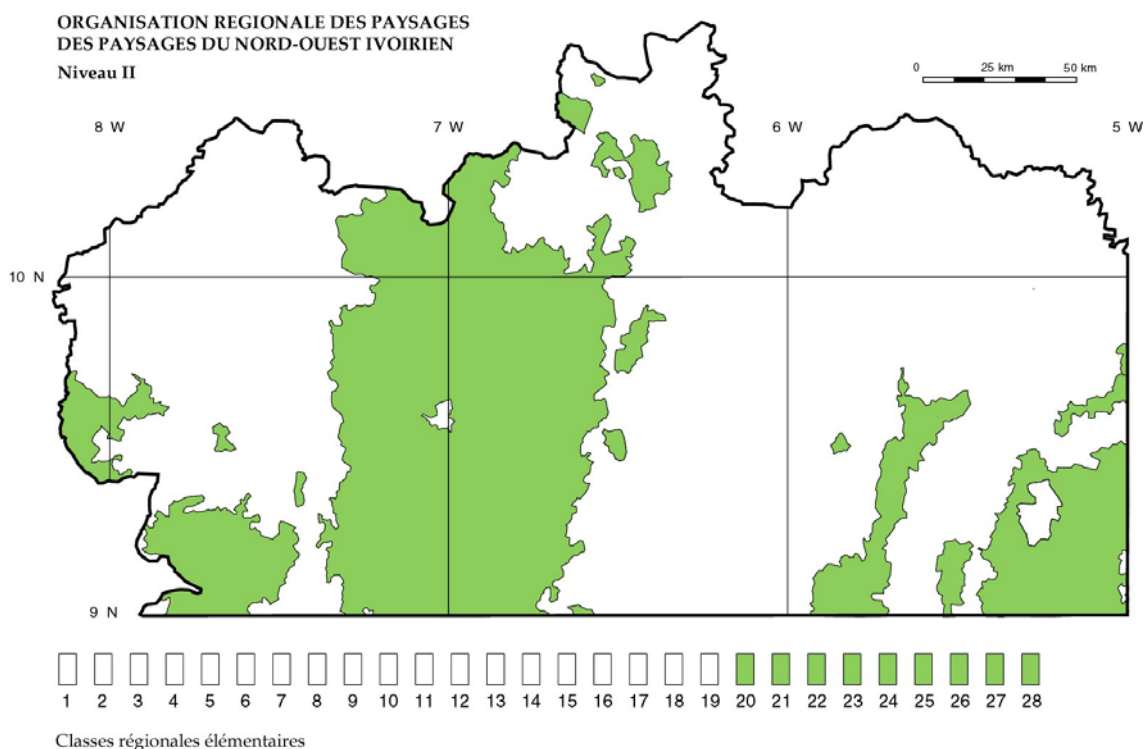 ORGANISATION REGIONALE DES PAYSAGES
DES PAYSAGES DU NORD-OUEST IVOIRIEN
Niveau II
0 25 km 50 km
8 W 7 W 6 W 5 W
10 N
9 N
1 2 3 4 5 6 7 8 9 10 11 12 13 14 15 16 17 18 19 20 21 22 23 24 25 26 27 28
Classes régionales élémentaires